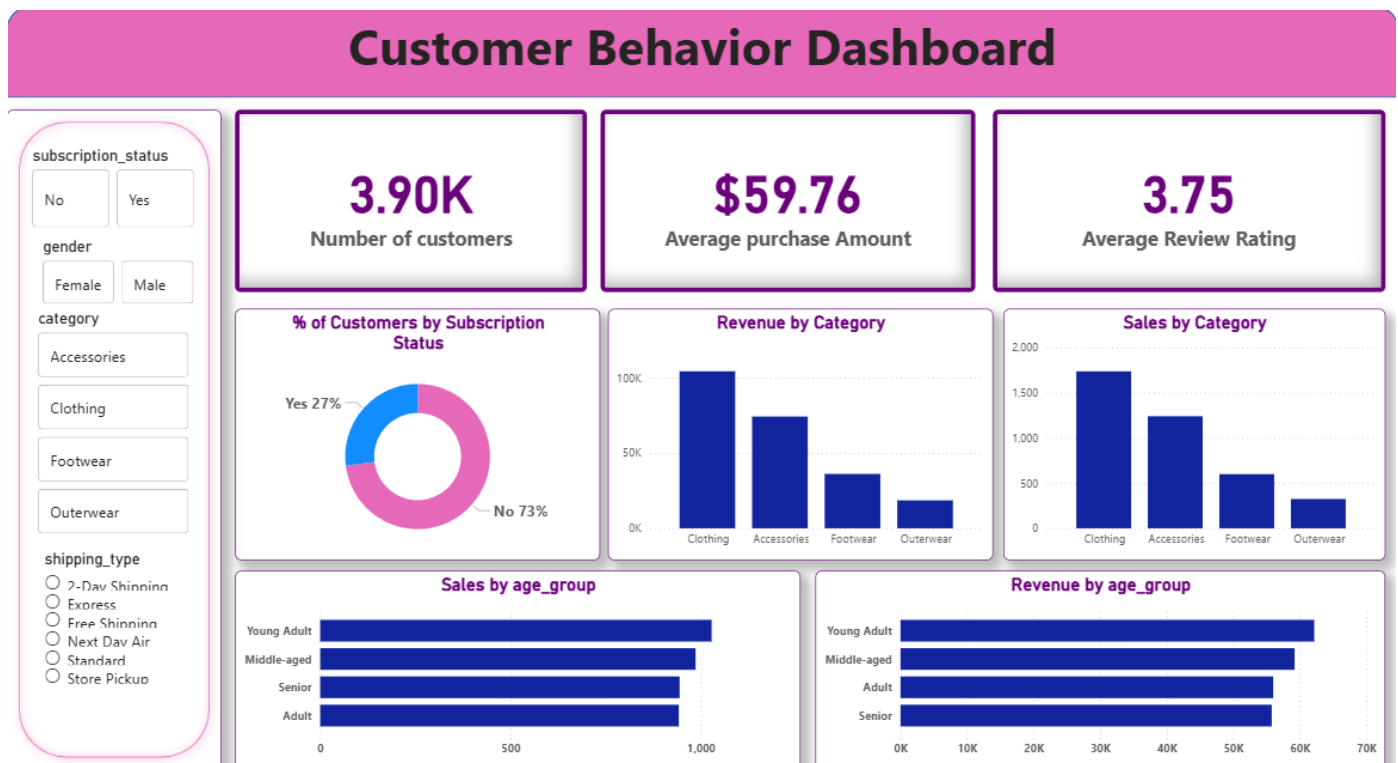 Customer Behavior Dashboard
subscription_status
No
Yes
gender
Female
Male
category
Accessories
Clothing
Footwear
Outerwear
shipping_type
2-Day Shipping
Express
Free Shipping
Next Day Air
Standard
Store Pickup
3.90K
Number of customers
$59.76
Average purchase Amount
3.75
Average Review Rating
% of Customers by Subscription
Status
Yes 27%
No 73%
Revenue by Category
100K
50K
0K
Clothing Accessories Footwear Outerwear
Sales by Category
2,000
1,500
1,000
500
0
Clothing Accessories Footwear Outerwear
Sales by age_group
Young Adult
Middle-aged
Senior
Adult
0 500 1,000
Revenue by age_group
Young Adult
Middle-aged
Adult
Senior
0K 10K 20K 30K 40K 50K 60K 70K